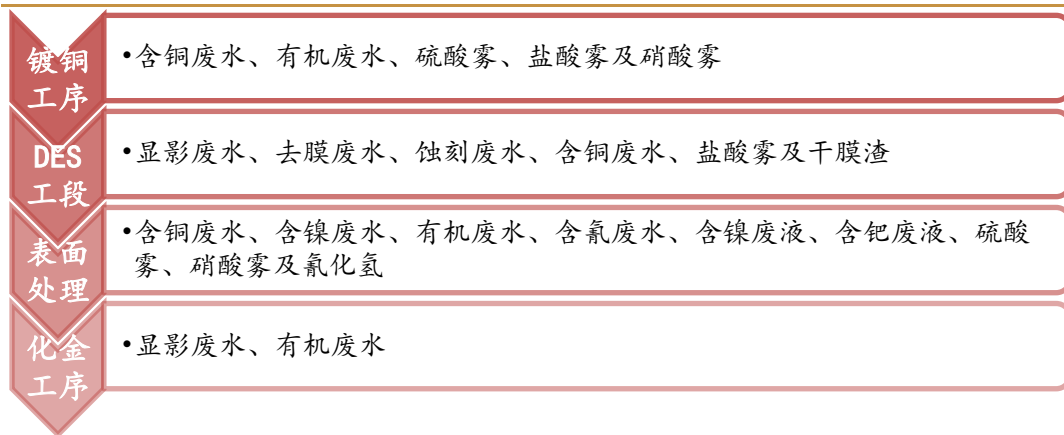 镀铜
工序
•含铜废水、有机废水、硫酸雾、盐酸雾及硝酸雾
DES
工段
•显影废水、去膜废水、蚀刻废水、含铜废水、盐酸雾及干膜渣
表面
处理
•含铜废水、含镍废水、有机废水、含氰废水、含镍废液、含钯废液、硫酸
雾、硝酸雾及氰化氢
化金
工序
•显影废水、有机废水